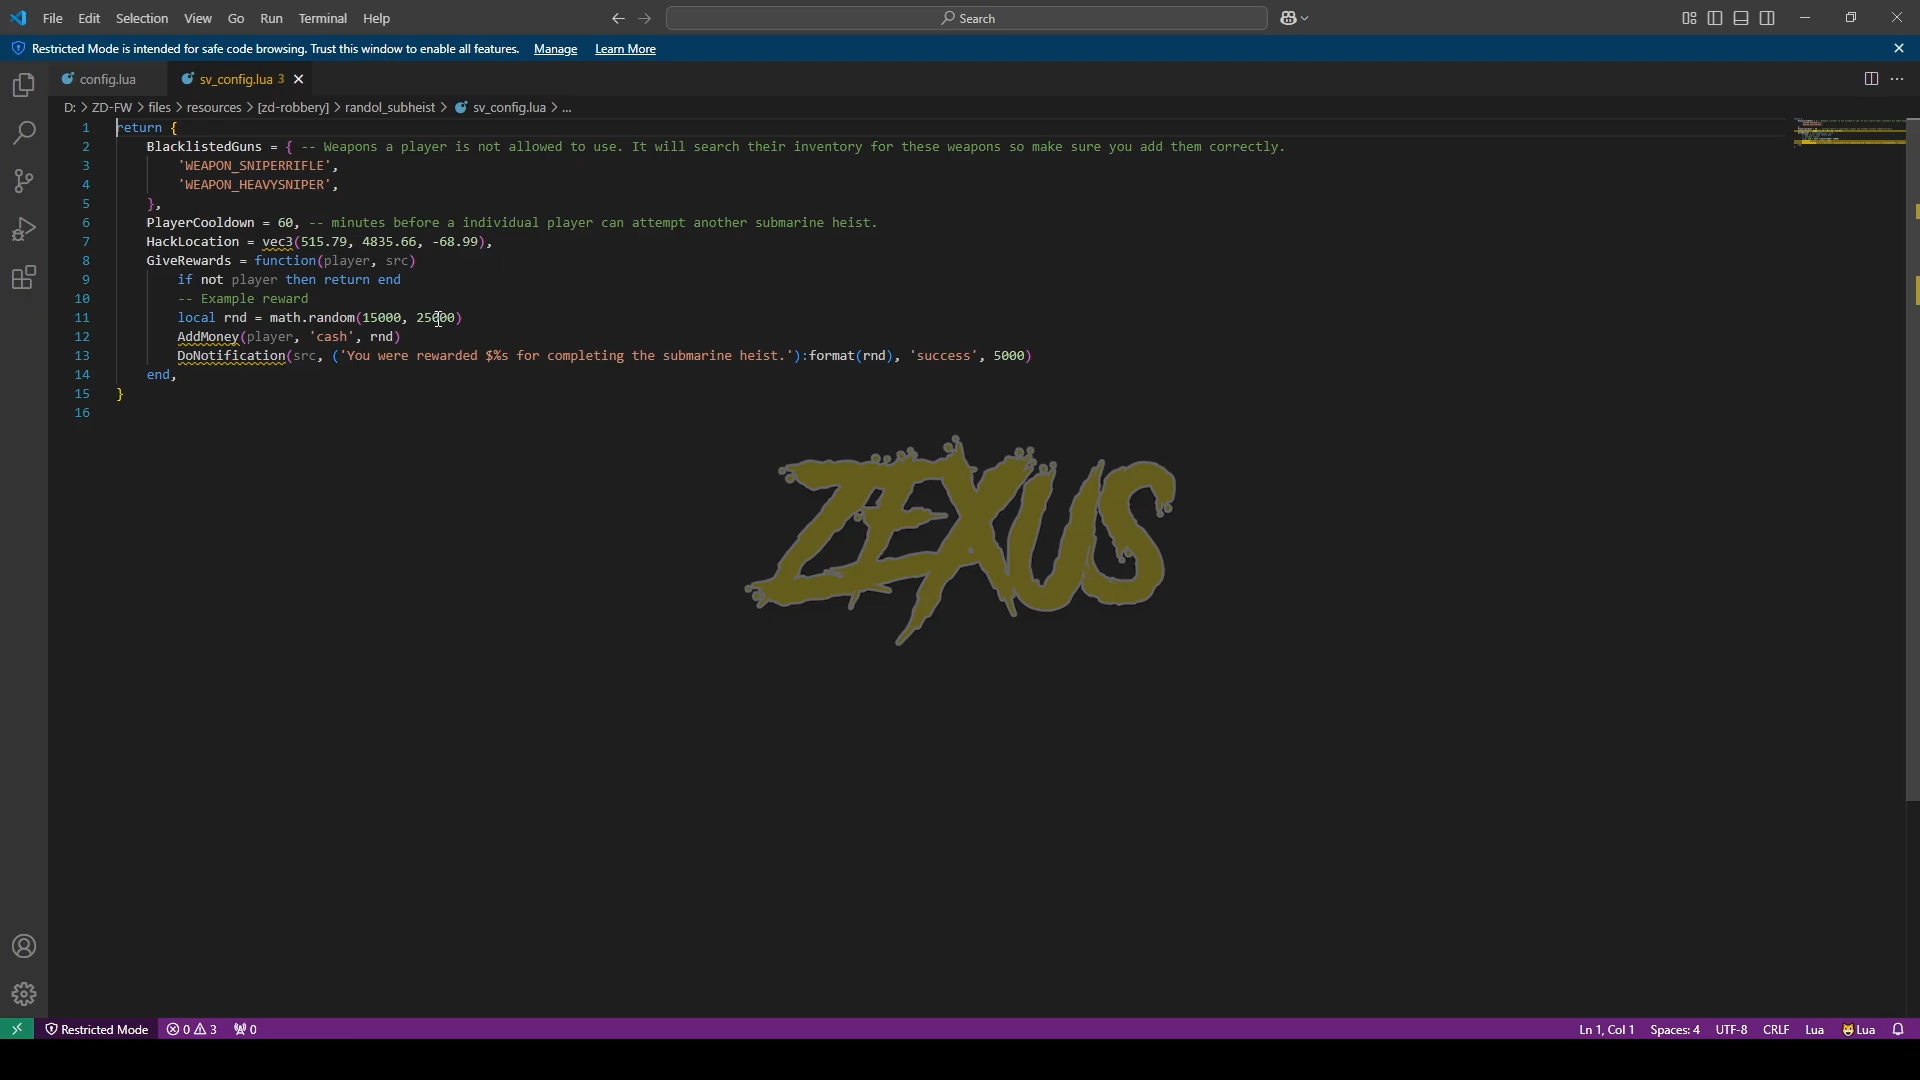 File Edit Selection View Go Run Terminal Help
Search
Restricted Mode is intended for safe code browsing. Trust this window to enable all features. Manage Learn More
config.lua
sv_config.lua 3
D: > ZD-FW > files > resources > [zd-robbery] > randol_subheist > sv_config.lua > ...
1 return {
2 BlacklistedGuns = { -- Weapons a player is not allowed to use. It will search their inventory for these weapons so make sure you add them correctly.
3 'WEAPON_SNIPERRIFLE',
4 'WEAPON_HEAVYSNIPER',
5 },
6 PlayerCooldown = 60, -- minutes before a individual player can attempt another submarine heist.
7 HackLocation = vec3(515.79, 4835.66, -68.99),
8 GiveRewards = function(player, src)
9 if not player then return end
10 -- Example reward
11 local rnd = math.random(15000, 25000)
12 AddMoney(player, 'cash', rnd)
13 DoNotification(src, ('You were rewarded $%s for completing the submarine heist.'):format(rnd), 'success', 5000)
14 end,
15 }
16
ZEXUS
Restricted Mode 0 3 0 Ln 1, Col 1 Spaces: 4 UTF-8 CRLF Lua Lua